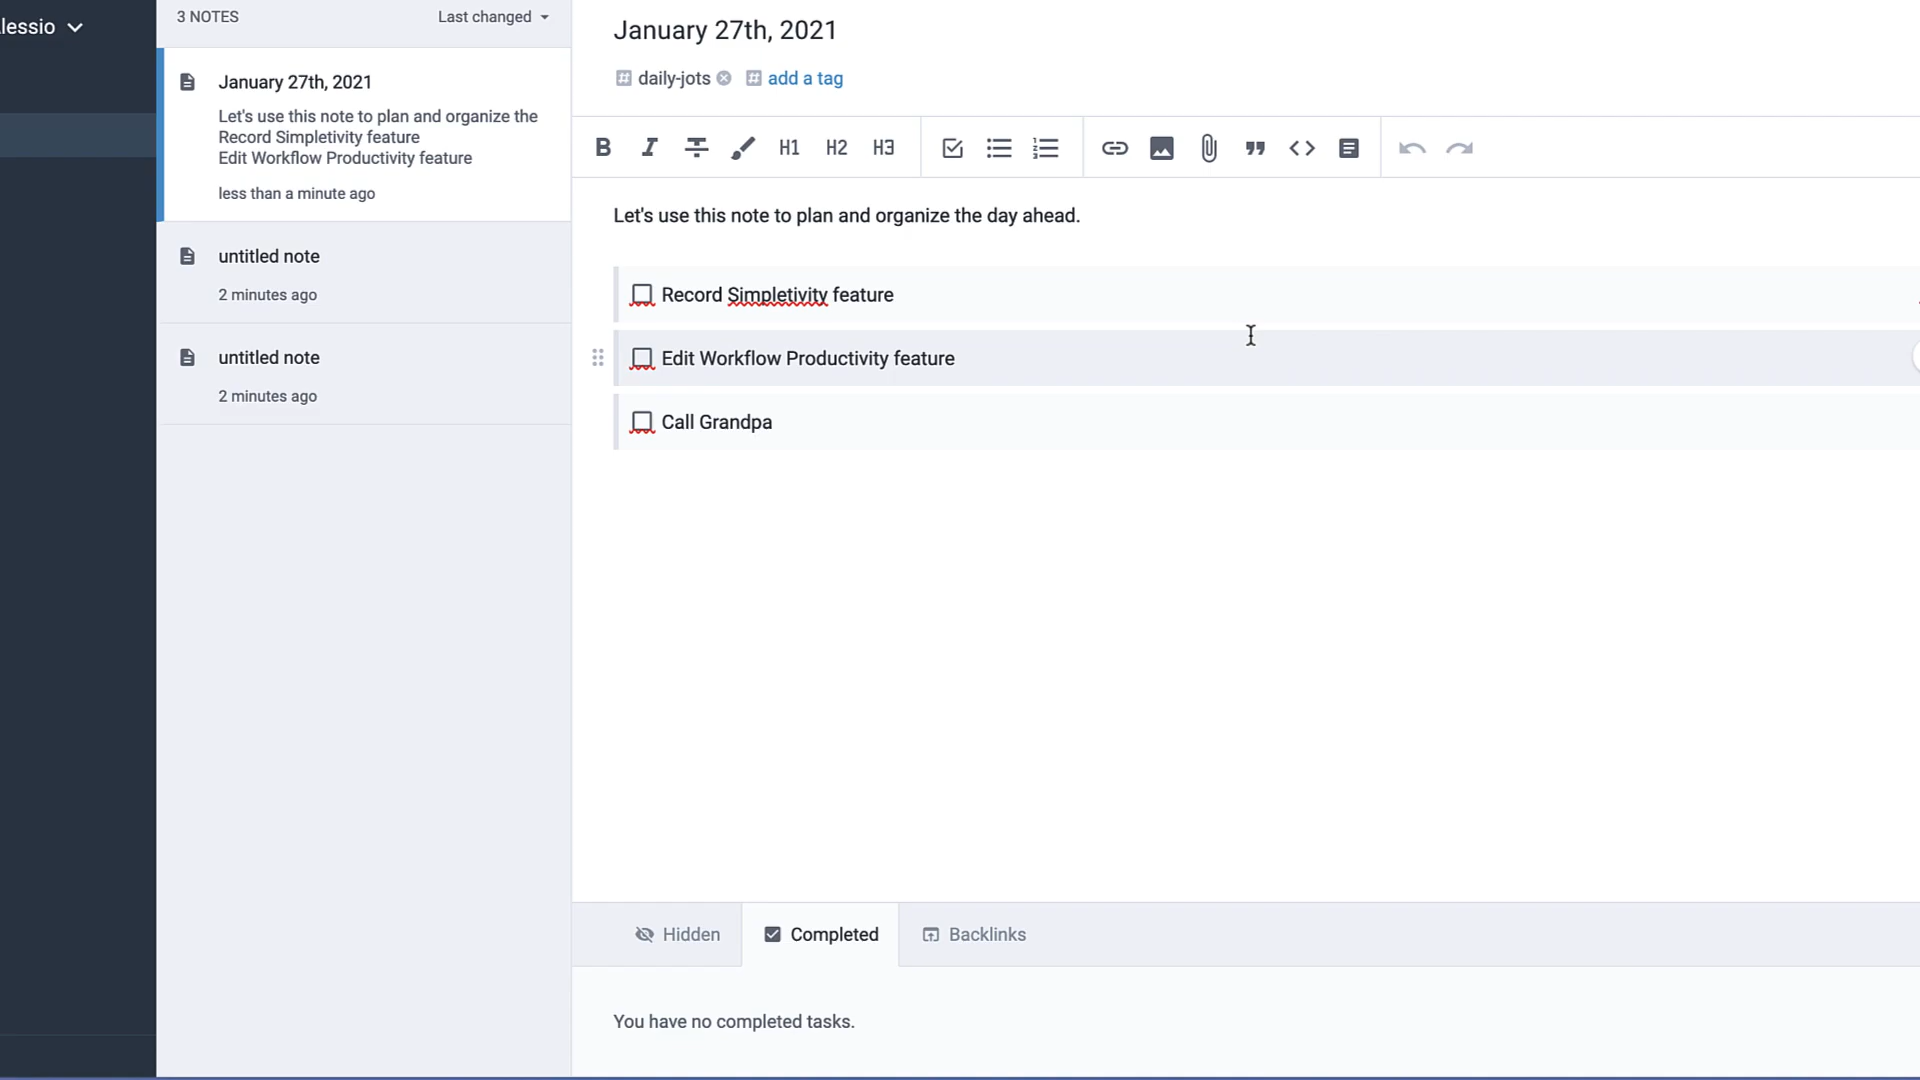 lessio
3 NOTES
Last changed
January 27th, 2021
Let's use this note to plan and organize the
Record Simpletivity feature
Edit Workflow Productivity feature
less than a minute ago
untitled note
2 minutes ago
untitled note
2 minutes ago
January 27th, 2021
daily-jots
add a tag
B I H1 H2 H3
Let's use this note to plan and organize the day ahead.
Record Simpletivity feature
Edit Workflow Productivity feature
Call Grandpa
Hidden
Completed
Backlinks
You have no completed tasks.